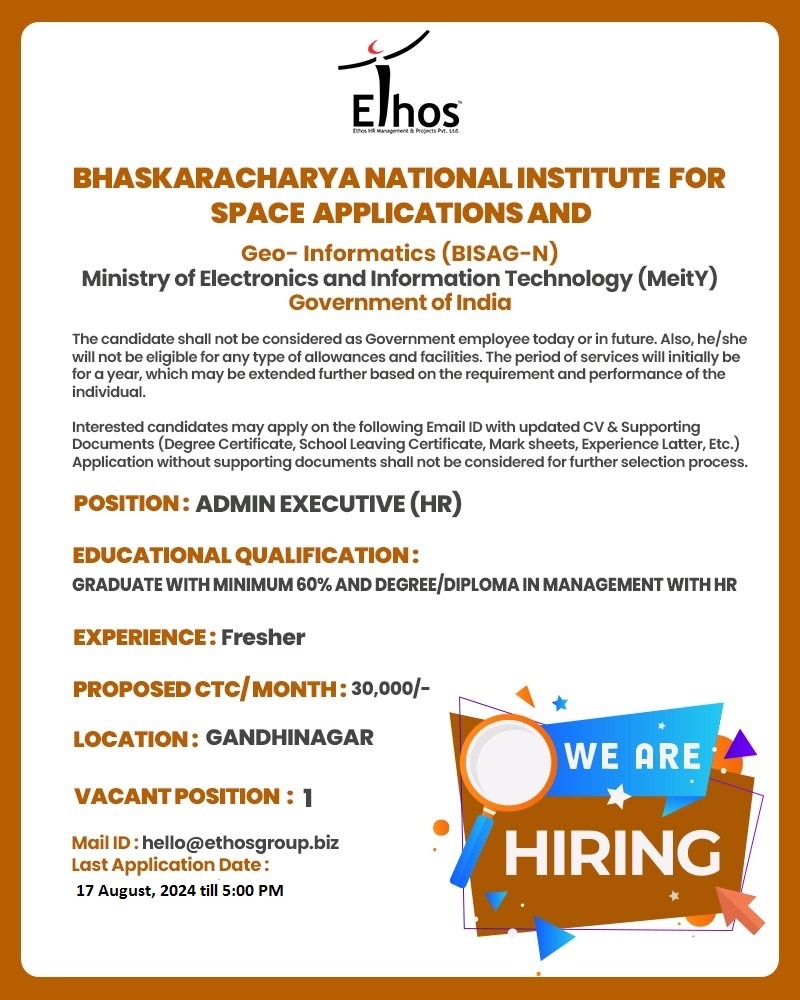 Ethos
Ethos HR Management & Projects Pvt. Ltd.
BHASKARACHARYA NATIONAL INSTITUTE FOR
SPACE APPLICATIONS AND
Geo- Informatics (BISAG-N)
Ministry of Electronics and Information Technology (MeitY)
Government of India
The candidate shall not be considered as Government employee today or in future. Also, he/she
will not be eligible for any type of allowances and facilities. The period of services will initially be
for a year, which may be extended further based on the requirement and performance of the
individual.
Interested candidates may apply on the following Email ID with updated CV & Supporting
Documents (Degree Certificate, School Leaving Certificate, Mark sheets, Experience Latter, Etc.)
Application without supporting documents shall not be considered for further selection process.
POSITION : ADMIN EXECUTIVE (HR)
EDUCATIONAL QUALIFICATION :
GRADUATE WITH MINIMUM 60% AND DEGREE/DIPLOMA IN MANAGEMENT WITH HR
EXPERIENCE : Fresher
PROPOSED CTC/ MONTH : 30,000/-
LOCATION : GANDHINAGAR
VACANT POSITION : 1
Mail ID : hello@ethosgroup.biz
Last Application Date :
17 August, 2024 till 5:00 PM
WE ARE
HIRING